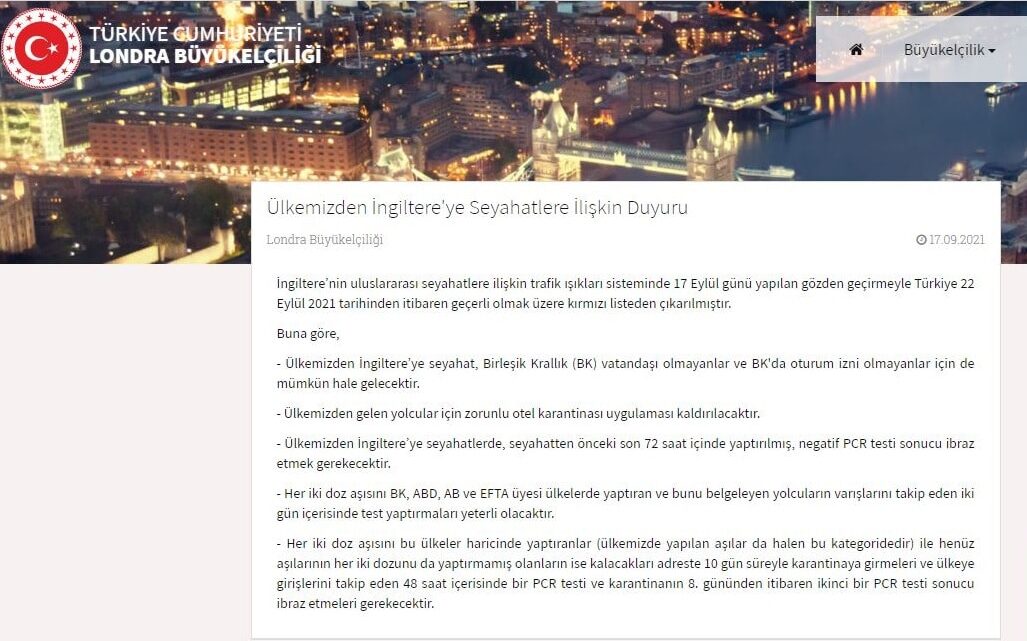 TÜRKİYE CUMHURİYETİ
LONDRA BÜYÜKELÇİLİĞİ
Büyükelçilik
Ülkemizden İngiltere'ye Seyahatlere İlişkin Duyuru
Londra Büyükelçiliği 17.09.2021
İngiltere’nin uluslararası seyahatlere ilişkin trafik ışıkları sisteminde 17 Eylül günü yapılan gözden geçirmeyle Türkiye 22
Eylül 2021 tarihinden itibaren geçerli olmak üzere kırmızı listeden çıkarılmıştır.
Buna göre,
- Ülkemizden İngiltere’ye seyahat, Birleşik Krallık (BK) vatandaşı olmayanlar ve BK'da oturum izni olmayanlar için de
mümkün hale gelecektir.
- Ülkemizden gelen yolcular için zorunlu otel karantinası uygulaması kaldırılacaktır.
- Ülkemizden İngiltere’ye seyahatlerde, seyahatten önceki son 72 saat içinde yaptırılmış, negatif PCR testi sonucu ibraz
etmek gerekecektir.
- Her iki doz aşısını BK, ABD, AB ve EFTA üyesi ülkelerde yaptıran ve bunu belgeleyen yolcuların varışlarını takip eden iki
gün içerisinde test yaptırmaları yeterli olacaktır.
- Her iki doz aşısını bu ülkeler haricinde yaptıranlar (ülkemizde yapılan aşılar da halen bu kategoridedir) ile henüz
aşılarının her iki dozunu da yaptırmamış olanların ise kalacakları adreste 10 gün süreyle karantinaya girmeleri ve ülkeye
girişlerini takip eden 48 saat içerisinde bir PCR testi ve karantinanın 8. gününden itibaren ikinci bir PCR testi sonucu
ibraz etmeleri gerekecektir.